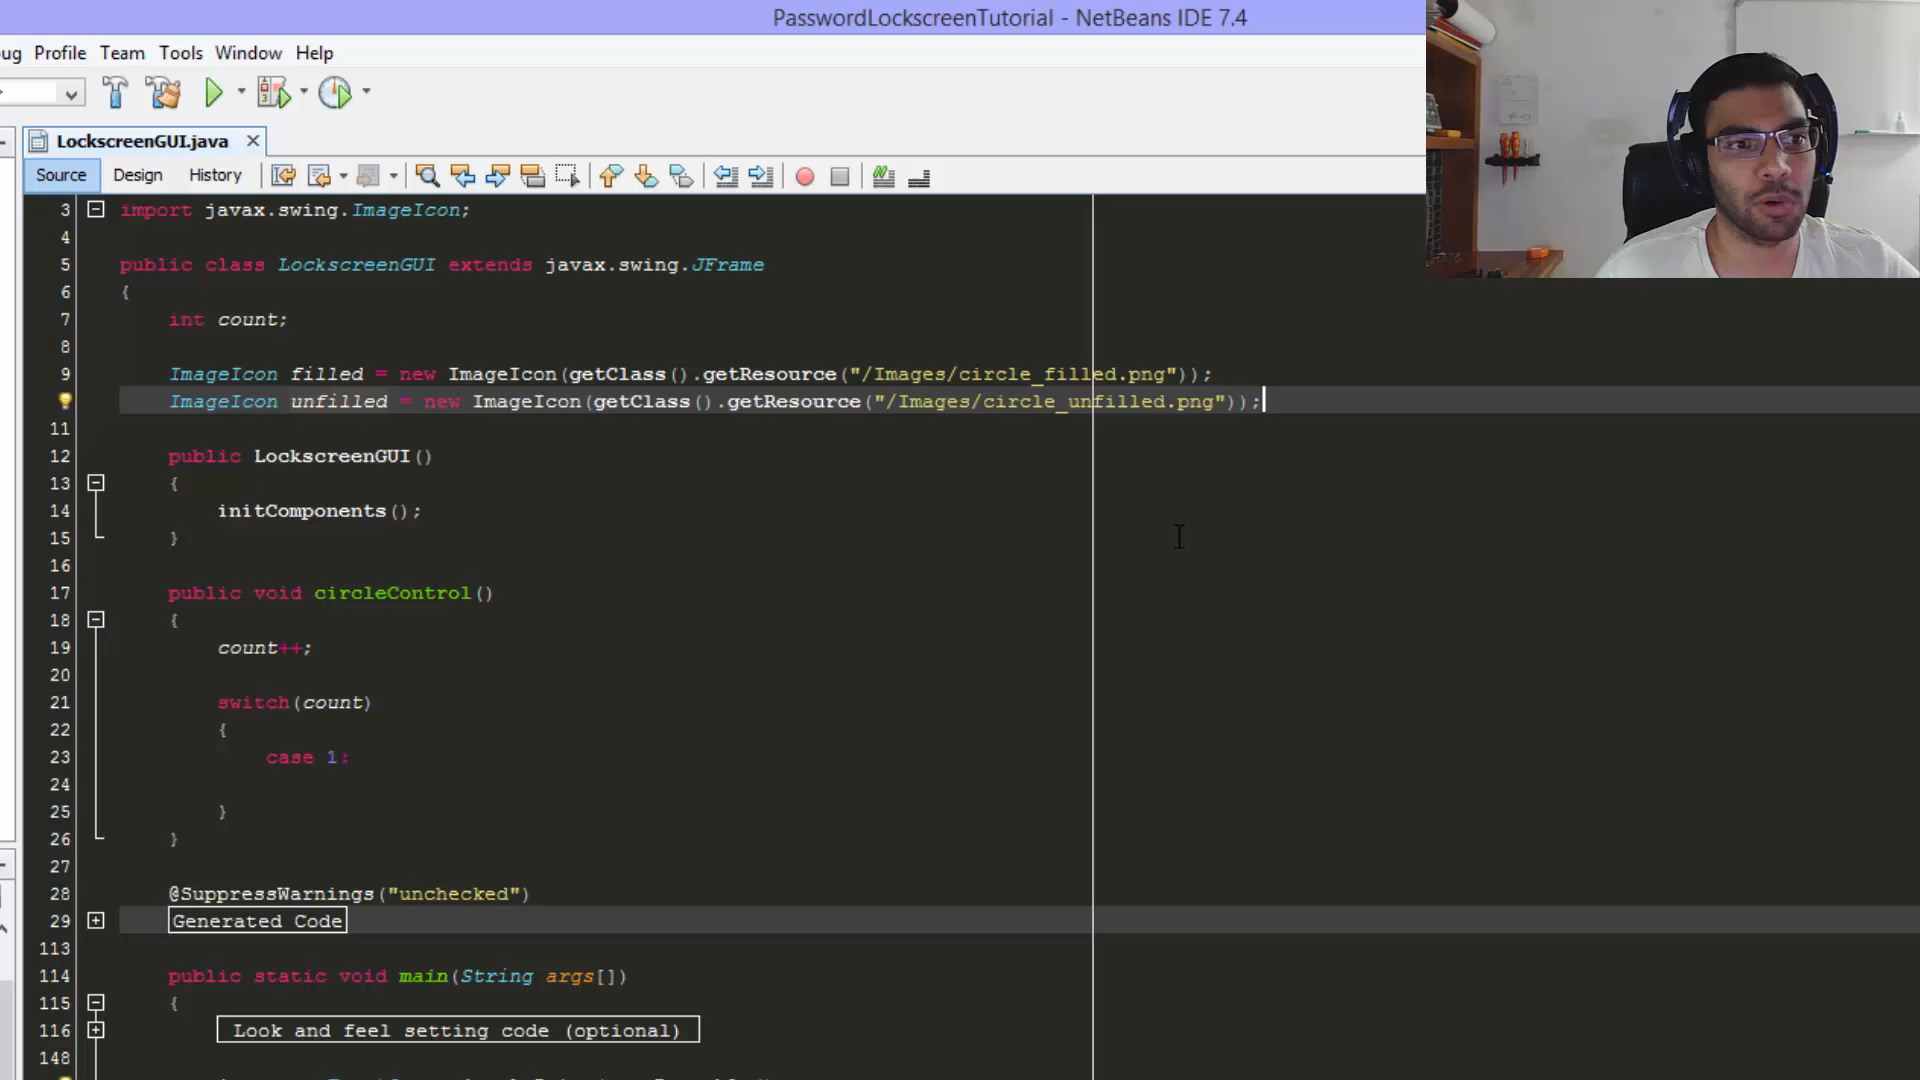 PasswordLockscreenTutorial - NetBeans IDE 7.4
ug Profile Team Tools Window Help
LockscreenGUI.java
Source Design History
3 import javax.swing.ImageIcon;
4
5 public class LockscreenGUI extends javax.swing.JFrame
6 {
7 int count;
8
9 ImageIcon filled = new ImageIcon(getClass().getResource("/Images/circle_filled.png"));
ImageIcon unfilled = new ImageIcon(getClass().getResource("/Images/circle_unfilled.png"));
11
12 public LockscreenGUI()
13 {
14 initComponents();
15 }
16
17 public void circleControl()
18 {
19 count++;
20
21 switch(count)
22 {
23 case 1:
24
25 }
26 }
27
28 @SuppressWarnings("unchecked")
29 Generated Code
113
114 public static void main(String args[])
115 {
116 Look and feel setting code (optional)
148